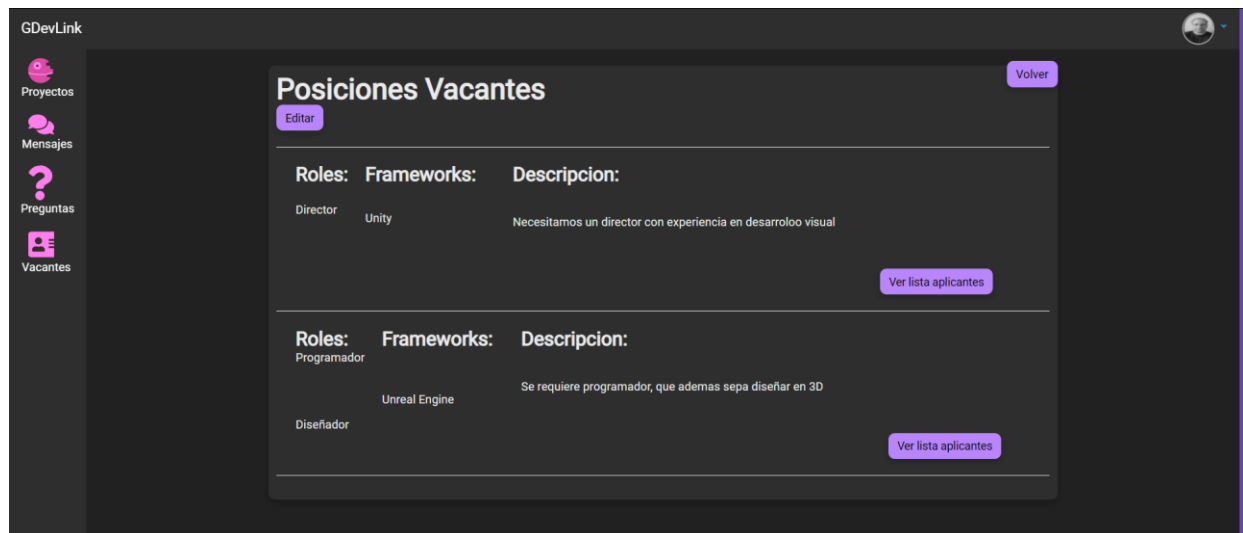 GDevLink
Proyectos
Mensajes
Preguntas
Vacantes
Volver
Posiciones Vacantes
Editar
Roles: Frameworks: Descripcion:
Director
Unity
Necesitamos un director con experiencia en desarroloo visual
Ver lista aplicantes
Roles: Frameworks: Descripcion:
Programador
Se requiere programador, que ademas sepa diseñar en 3D
Unreal Engine
Diseñador
Ver lista aplicantes